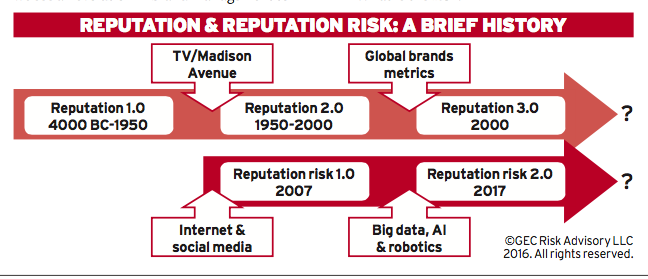 REPUTATION & REPUTATION RISK: A BRIEF HISTORY
TV/Madison
Avenue
Global brands
metrics
Reputation 1.0
4000 BC-1950
Reputation 2.0
1950-2000
Reputation 3.0
2000
?
Reputation risk 1.0
2007
Reputation risk 2.0
2017
?
Internet &
social media
Big data, AI
& robotics
©GEC Risk Advisory LLC
2016. All rights reserved.